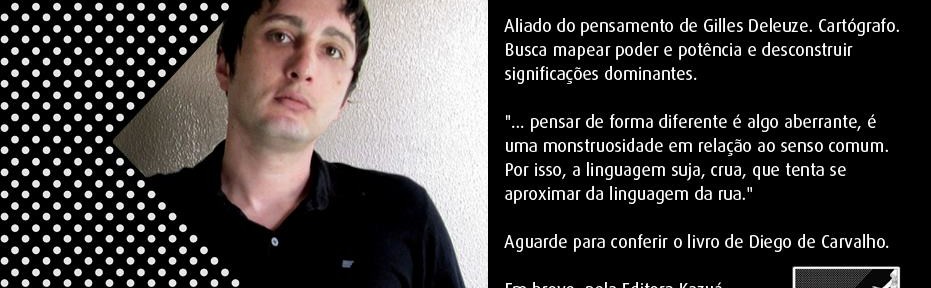 Aliado do pensamento de Gilles Deleuze. Cartógrafo.
Busca mapear poder e potência e desconstruir
significações dominantes.
"... pensar de forma diferente é algo aberrante, é
uma monstruosidade em relação ao senso comum.
Por isso, a linguagem suja, crua, que tenta se
aproximar da linguagem da rua."
Aguarde para conferir o livro de Diego de Carvalho.
Em breve, pela Editora Kazuá